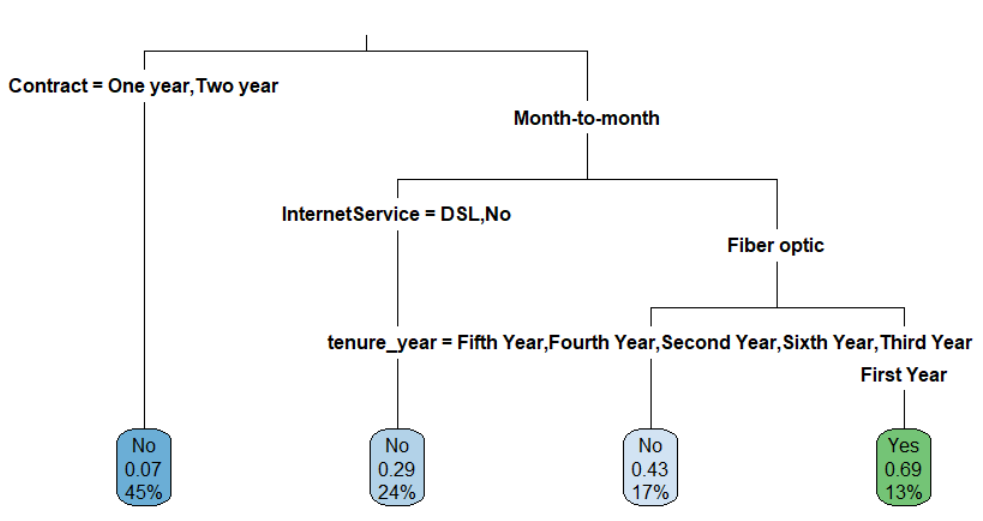 Contract = One year,Two year
Month-to-month
InternetService = DSL,No
Fiber optic
tenure_year = Fifth Year,Fourth Year,Second Year,Sixth Year,Third Year
First Year
No
0.07
45%
No
0.29
24%
No
0.43
17%
Yes
0.69
13%